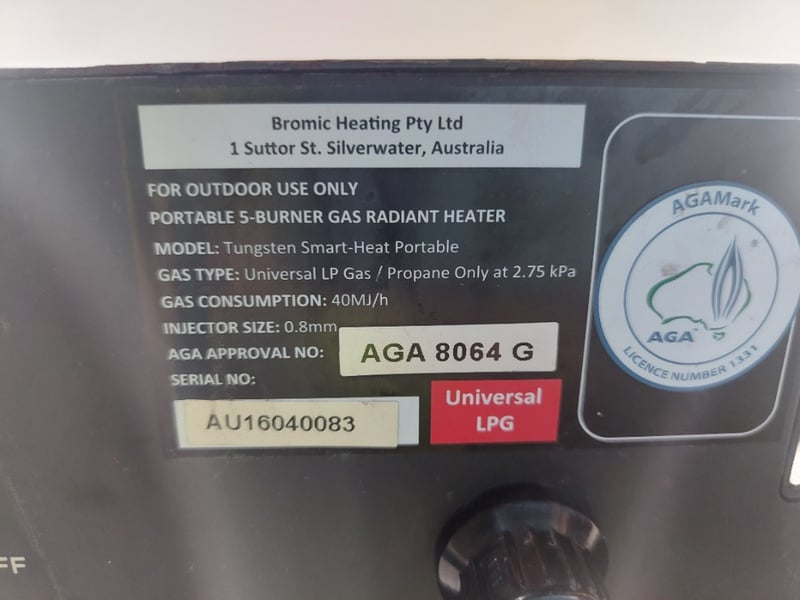 Bromic Heating Pty Ltd
1 Suttor St. Silverwater, Australia
FOR OUTDOOR USE ONLY
PORTABLE 5-BURNER GAS RADIANT HEATER
MODEL: Tungsten Smart-Heat Portable
GAS TYPE: Universal LP Gas / Propane Only at 2.75 kPa
GAS CONSUMPTION: 40MJ/h
INJECTOR SIZE: 0.8mm
AGA APPROVAL NO: AGA 8064 G
SERIAL NO:
AU16040083
Universal
LPG
AGAMark
®
AGA™
LICENCE NUMBER 1331
FF